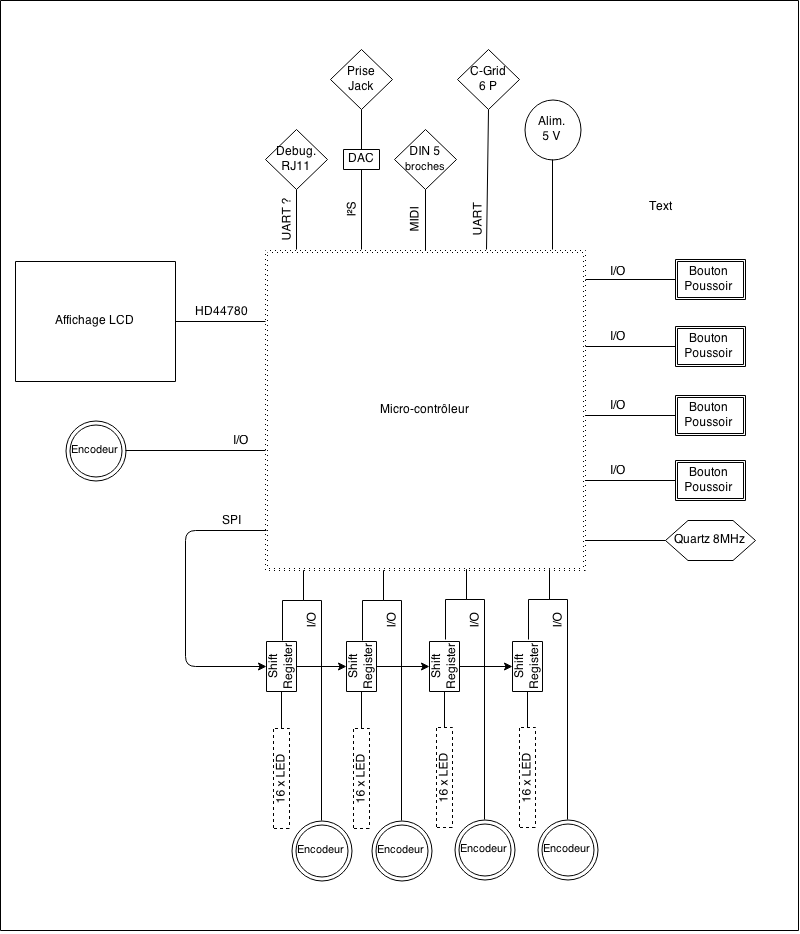 Prise
Jack
C-Grid
6 P
Alim.
5 V
Debug.
RJ11
DAC
DIN 5
broches
UART ?
I²S
MIDI
UART
Text
Affichage LCD
HD44780
I/O
Bouton
Poussoir
I/O
Bouton
Poussoir
Micro-contrôleur
I/O
Bouton
Poussoir
Encodeur
I/O
I/O
Bouton
Poussoir
SPI
Quartz 8MHz
I/O
I/O
I/O
I/O
Shift
Register
Shift
Register
Shift
Register
Shift
Register
16 x LED
16 x LED
16 x LED
16 x LED
Encodeur
Encodeur
Encodeur
Encodeur